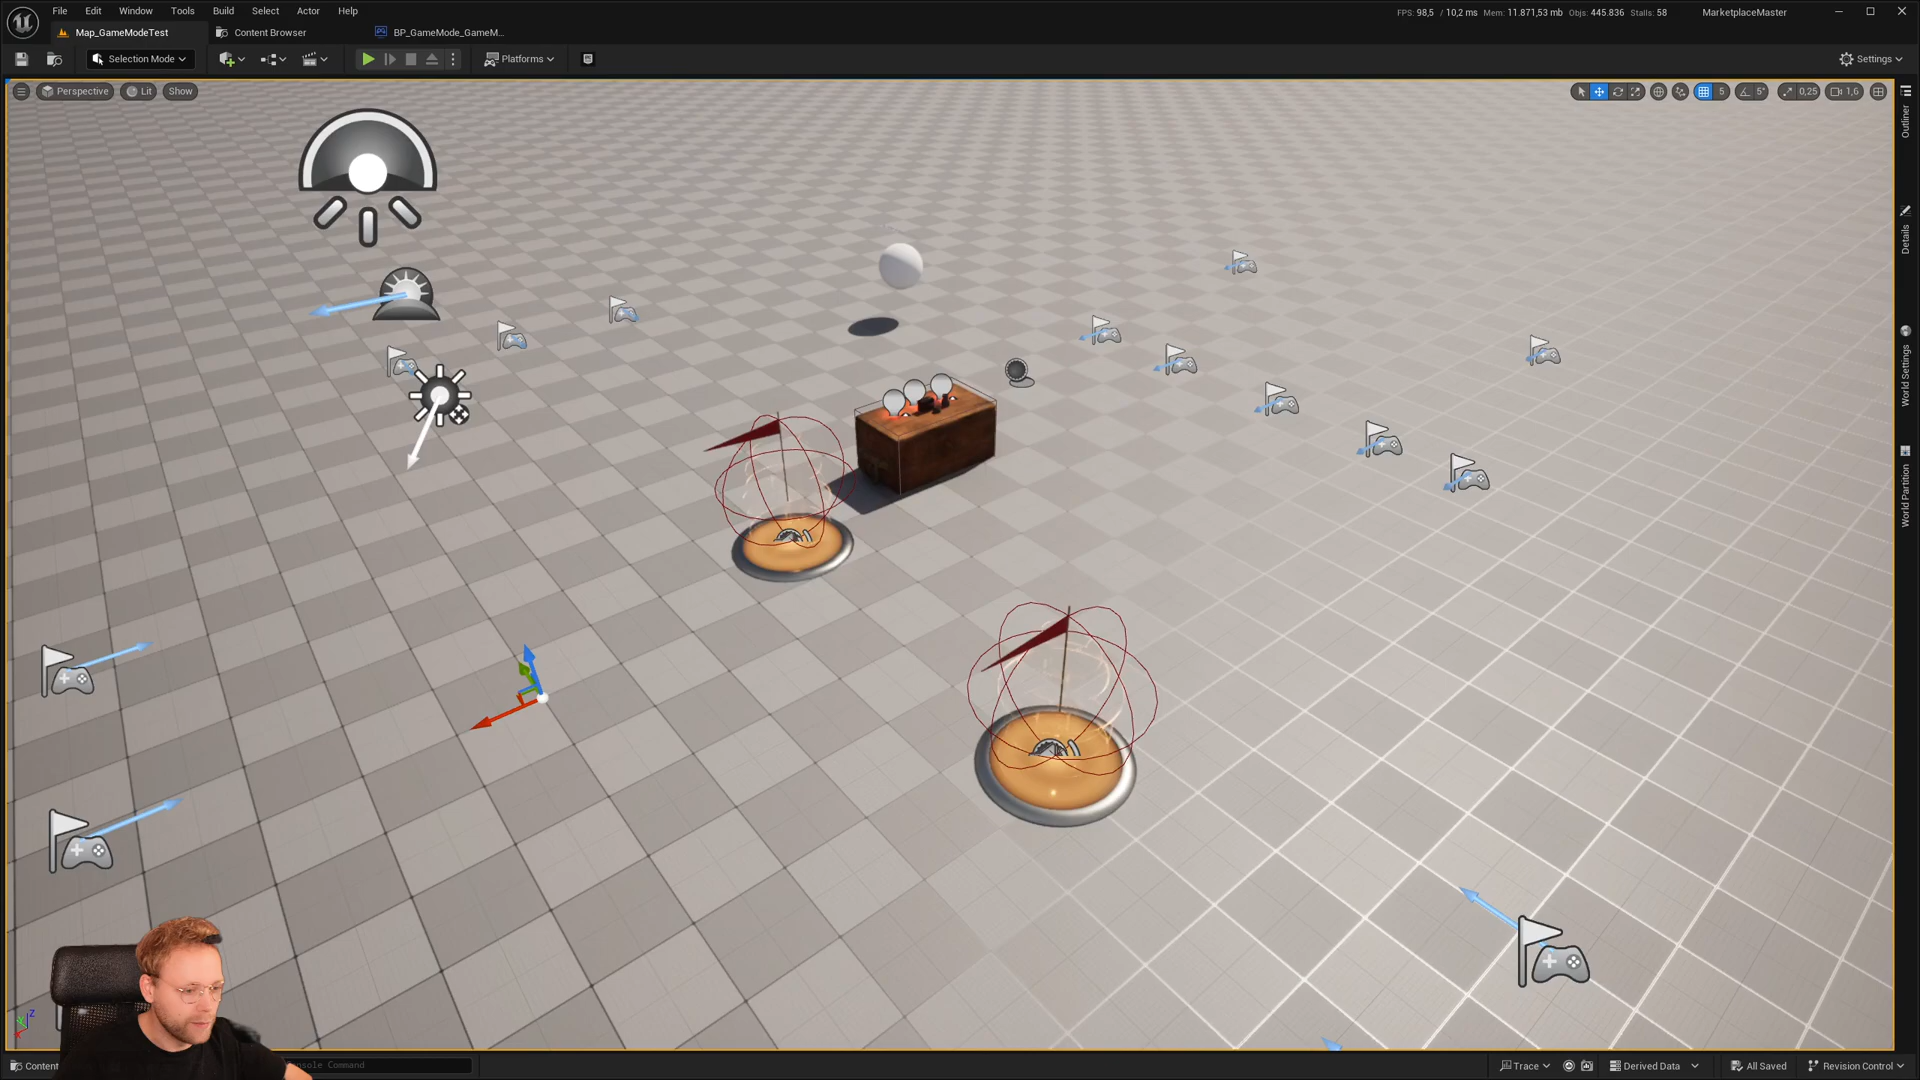 File Edit Window Tools Build Select Actor Help
FPS: 98,5 / 10,2 ms Mem: 11.871,53 mb Objs: 445.836 Stalls: 58
MarketplaceMaster
Map_GameModeTest
Content Browser
BP_GameMode_GameM...
Selection Mode
Platforms
Settings
Perspective
Lit
Show
5
5°
0,25
1,6
Outliner
Details
World Settings
World Partition
Z
Content
nsole Command
Trace
Derived Data
All Saved
Revision Control